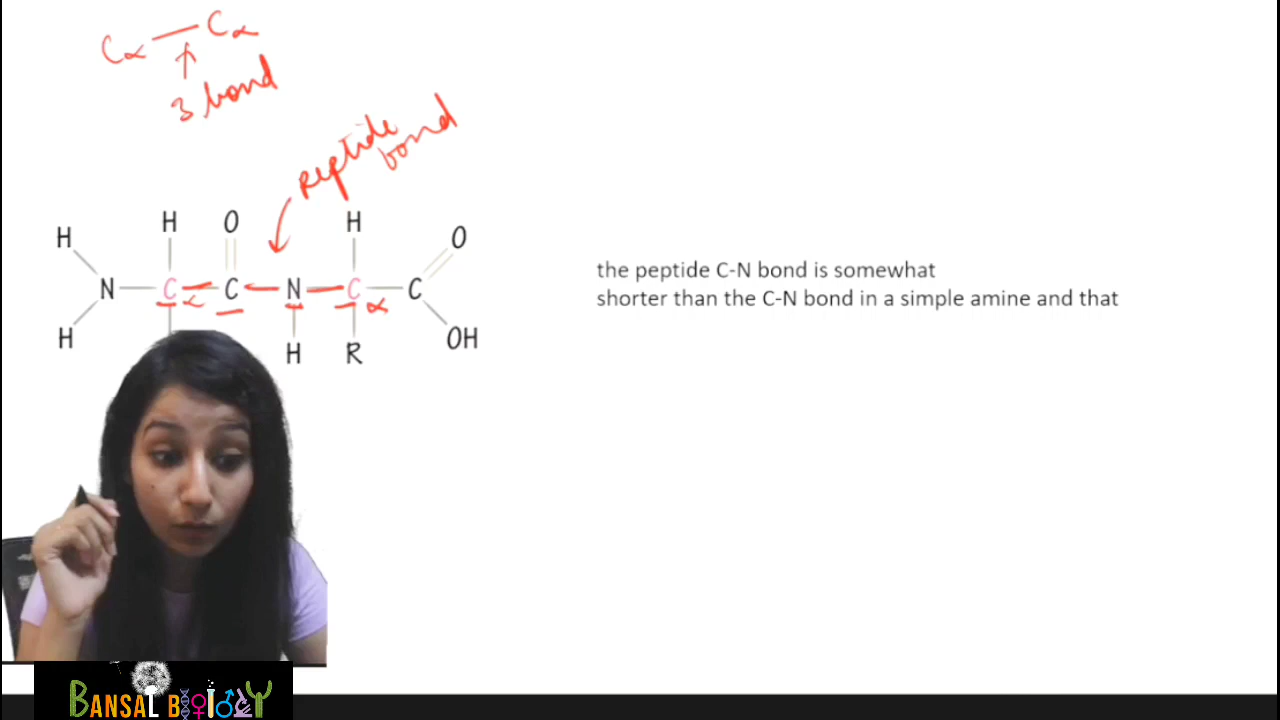 Cα — Cα
3 bond
Peptide
bond
H H O H O
N C C N C C
α α
H H R OH
the peptide C-N bond is somewhat
shorter than the C-N bond in a simple amine and that
BANSAL BIOLOGY